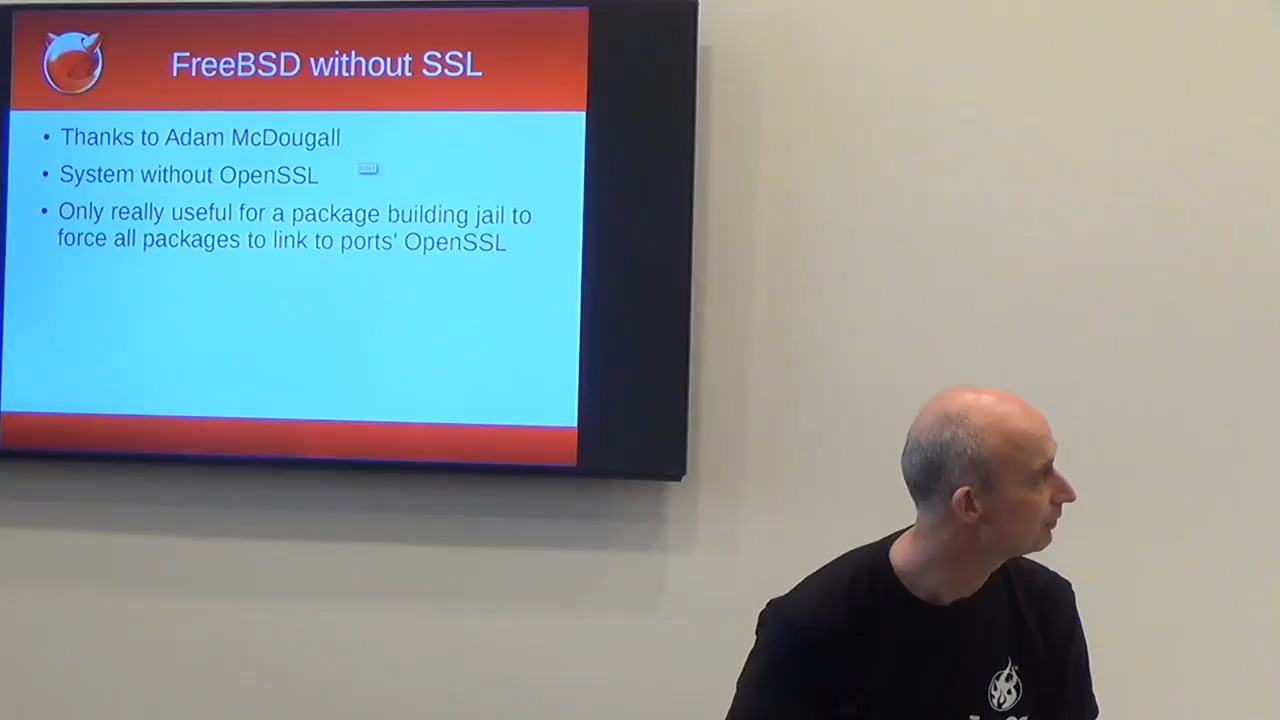 FreeBSD without SSL
• Thanks to Adam McDougall
• System without OpenSSL
• Only really useful for a package building jail to
force all packages to link to ports' OpenSSL